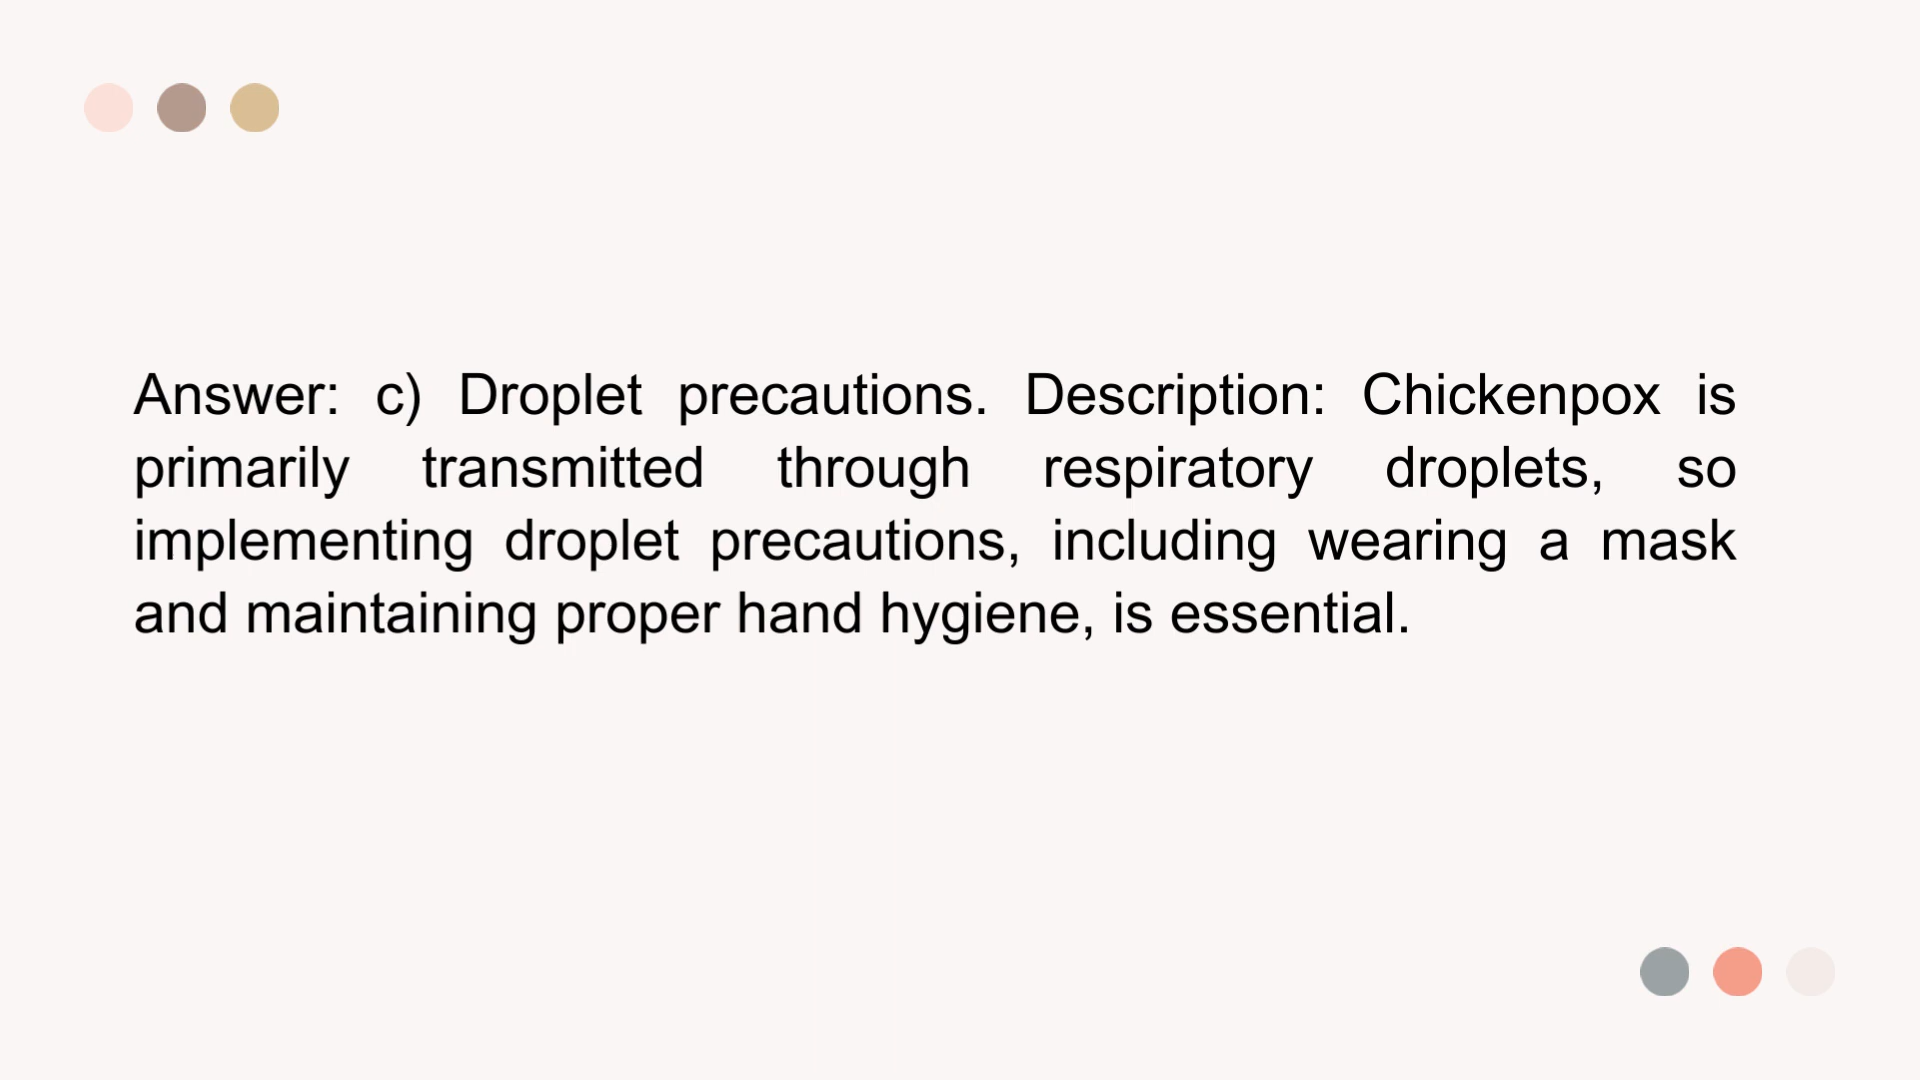 Answer: c) Droplet precautions. Description: Chickenpox is
primarily transmitted through respiratory droplets, so
implementing droplet precautions, including wearing a mask
and maintaining proper hand hygiene, is essential.